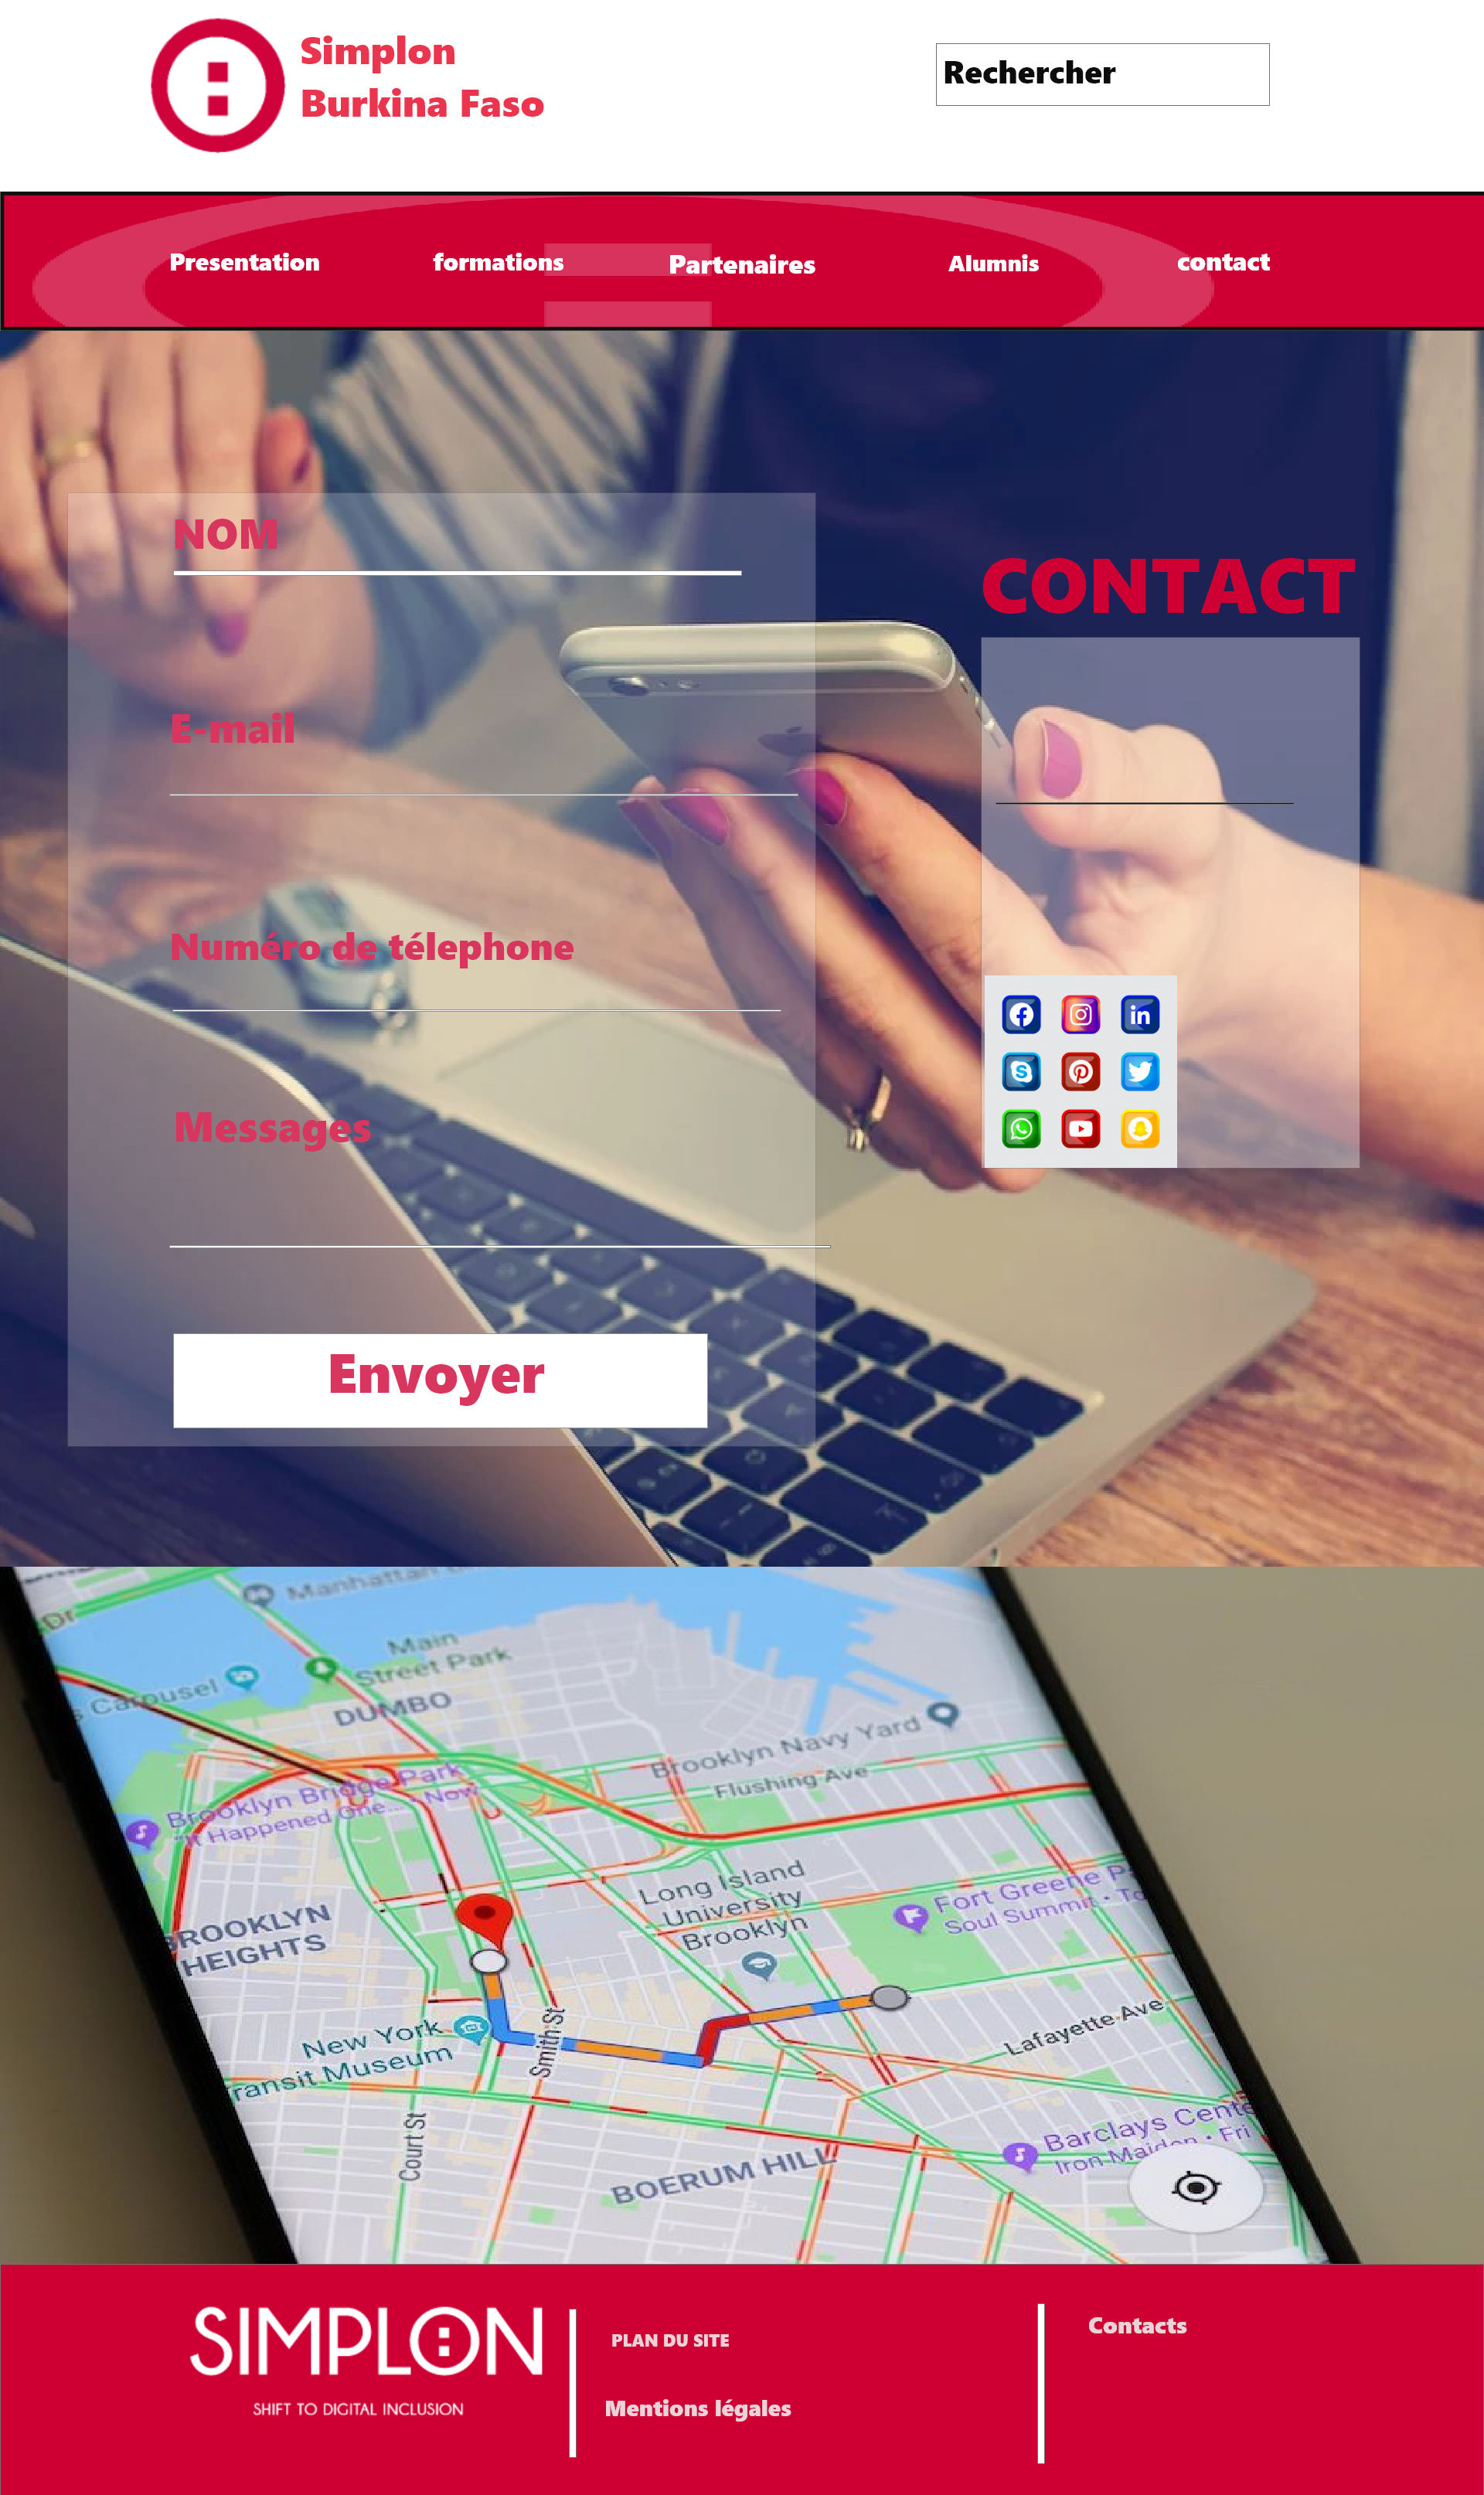 Simplon
Burkina Faso
Rechercher
Presentation
formations
Partenaires
Alumnis
contact
NOM
CONTACT
E-mail
Numéro de télephone
in
Messages
Envoyer
Manhattan
Dr
Main
Street Park
Carousel
DUMBO
Brooklyn Navy Yard
Flushing Ave
Brooklyn Bridge Park
"It Happened One... • Now
Long Island
University
Brooklyn
Fort Greene
Soul Summit •
BROOKLYN
HEIGHTS
New York
Transit Museum
Smith St
Lafayette Ave
Court St
Barclays Cente
Iron Maiden • Fri
BOERUM HILL
SIMPLON
SHIFT TO DIGITAL INCLUSION
PLAN DU SITE
Mentions légales
Contacts